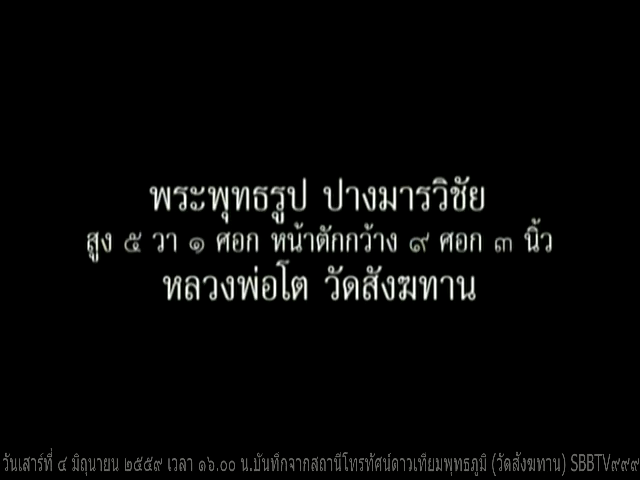 พระพุทธรูป ปางมารวิชัย
สูง ๕ วา ๑ ศอก หน้าตักกว้าง ๙ ศอก ๓ นิ้ว
หลวงพ่อโต วัดสังฆทาน
วันเสาร์ที่ ๔ มิถุนายน ๒๕๕๙ เวลา ๑๖.๐๐ น.บันทึกจากสถานีโทรทัศน์ดาวเทียมพุทธภูมิ (วัดสังฆทาน) SBBTV๙๙๙